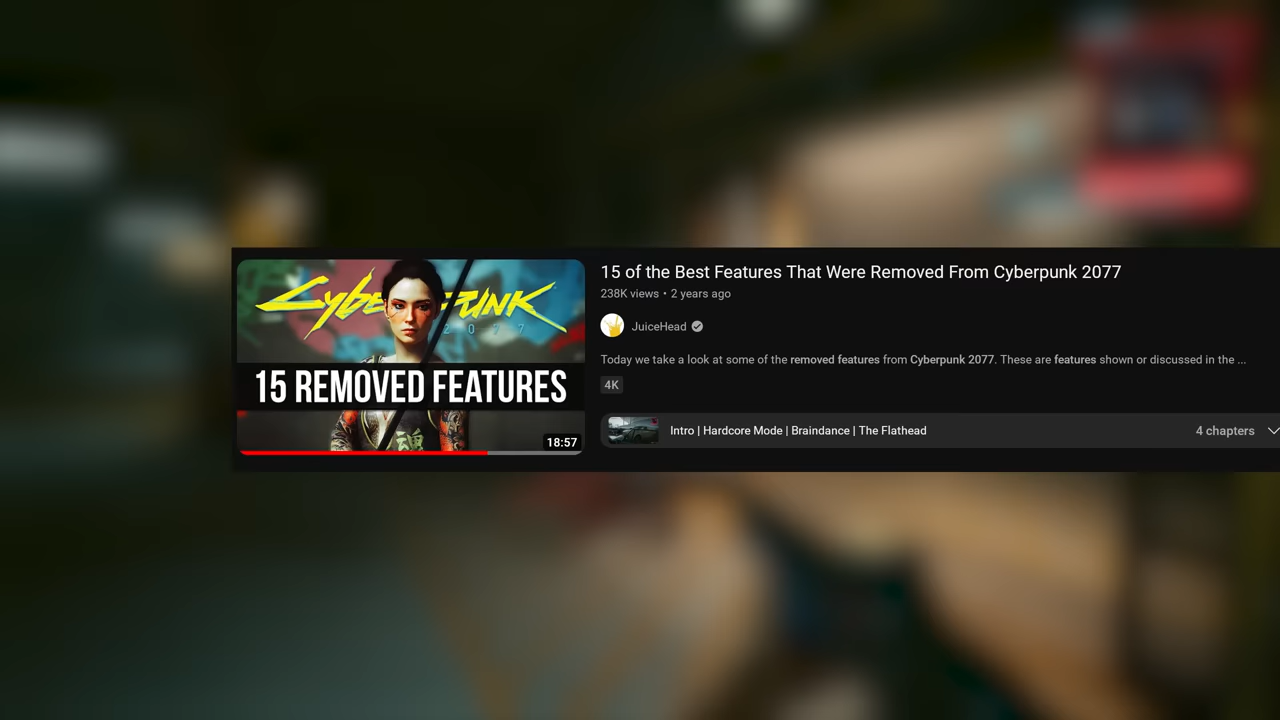 CYBERPUNK
2077
15 REMOVED FEATURES
魂
18:57
15 of the Best Features That Were Removed From Cyberpunk 2077
238K views • 2 years ago
JuiceHead
Today we take a look at some of the removed features from Cyberpunk 2077. These are features shown or discussed in the ...
4K
Intro | Hardcore Mode | Braindance | The Flathead
4 chapters